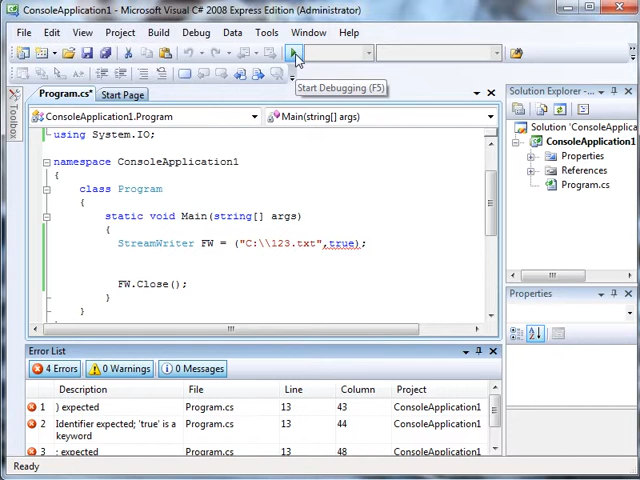 ConsoleApplication1 - Microsoft Visual C# 2008 Express Edition (Administrator)
File Edit View Project Build Debug Data Tools Window Help
Start Debugging (F5)
Program.cs* Start Page
Solution Explorer -
Toolbox
ConsoleApplication1.Program
Main(string[] args)
using System.IO;
namespace ConsoleApplication1
{
class Program
{
static void Main(string[] args)
{
StreamWriter FW = ("C:\\123.txt",true);
FW.Close();
}
}
Solution 'ConsoleApplic
ConsoleApplication1
Properties
References
Program.cs
Properties
A
Z
Error List
4 Errors 0 Warnings 0 Messages
Description File Line Column Project
1 ) expected Program.cs 13 43 ConsoleApplication1
2 Identifier expected; 'true' is a keyword Program.cs 13 44 ConsoleApplication1
3 ; expected Program.cs 13 48 ConsoleApplication1
Ready